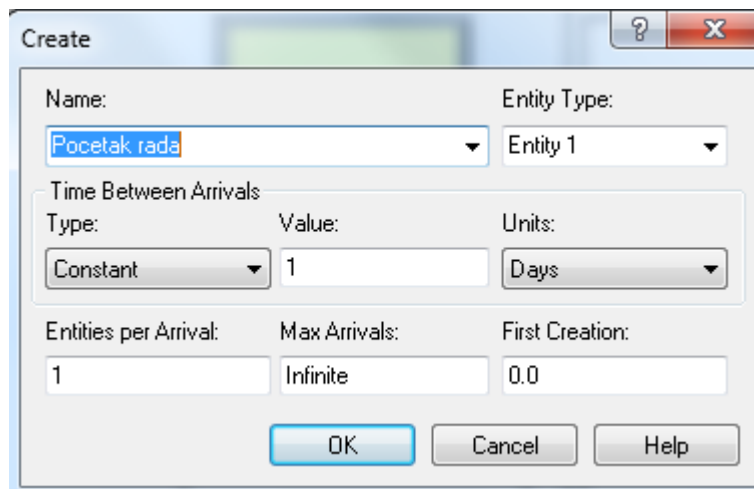 Create
?
Name: Entity Type:
Pocetak rada Entity 1
Time Between Arrivals
Type: Value: Units:
Constant 1 Days
Entities per Arrival: Max Arrivals: First Creation:
1 Infinite 0.0
OK Cancel Help